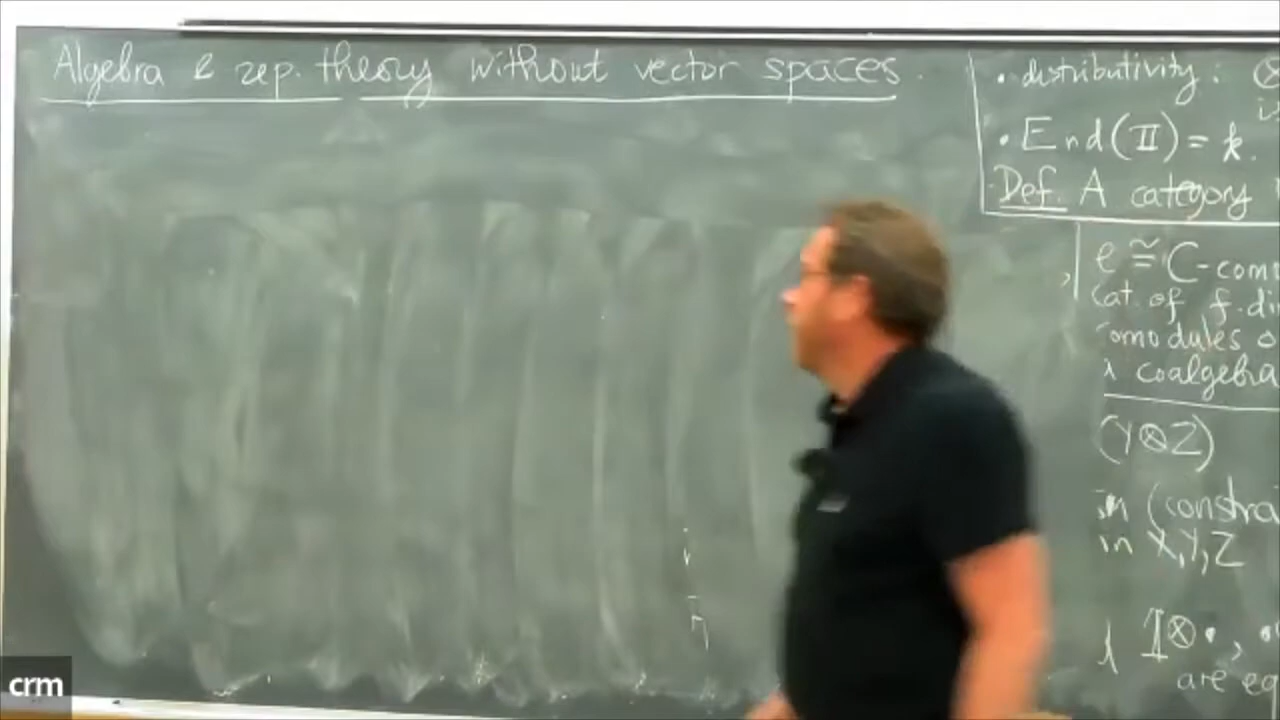 Algebra & rep. theory without vector spaces.
• distributivity: ⊗
• End(𝟙) = k.
Def. A category
e ≅ C-com
Cat. of f.di
comodules o
coalgebra
(Y⊗Z)
in (constra
in X,Y,Z
1⊗•, •
are eq
crm